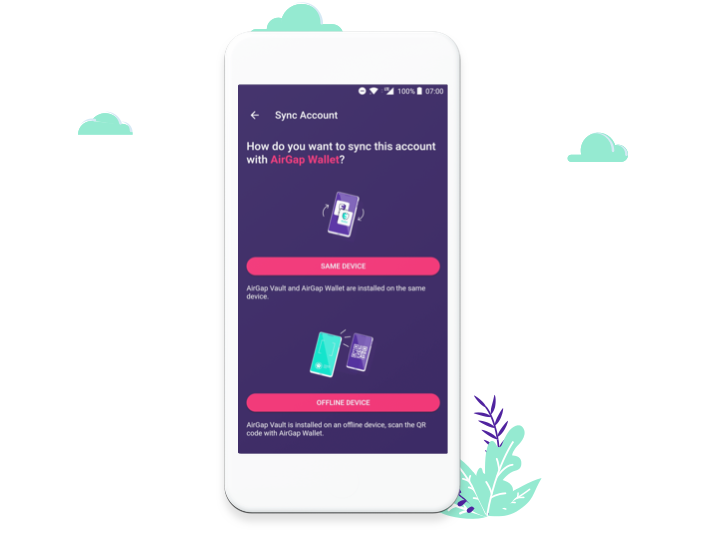 100% 07:00
Sync Account
How do you want to sync this account
with AirGap Wallet?
SAME DEVICE
AirGap Vault and AirGap Wallet are installed on the same
device.
OFFLINE DEVICE
AirGap Vault is installed on an offline device, scan the QR
code with AirGap Wallet.